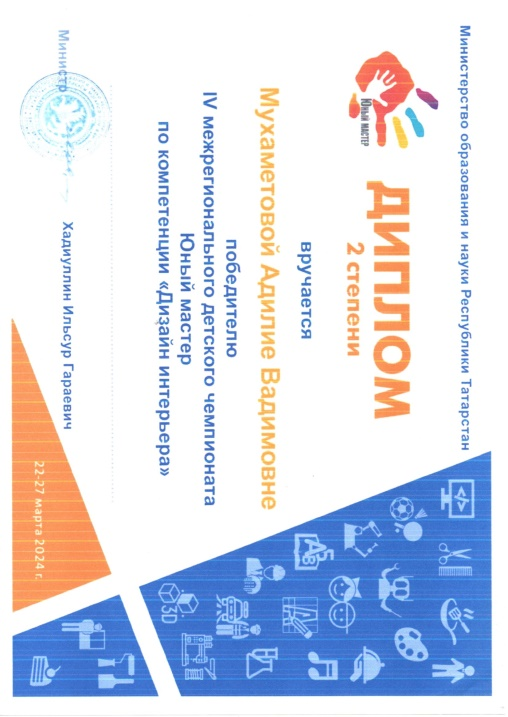 Министерство образования и науки Республики Татарстан
Юный мастер
ДИПЛОМ
2 степени
вручается
Мухаметовой Адилие Вадимовне
победителю
IV межрегионального детского чемпионата
Юный мастер
по компетенции «Дизайн интерьера»
Министр
Хадиуллин Ильсур Гараевич
22-27 марта 2024 г.
</>
3D